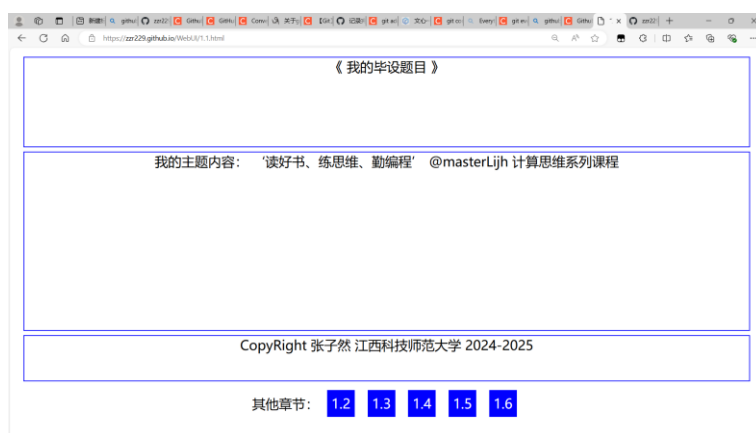 https://zzr229.github.io/WebUI/1.1.html
《 我的毕设题目 》
我的主题内容： ‘读好书、练思维、勤编程’ @masterLijh 计算思维系列课程
CopyRight 张子然 江西科技师范大学 2024-2025
其他章节： 1.2 1.3 1.4 1.5 1.6